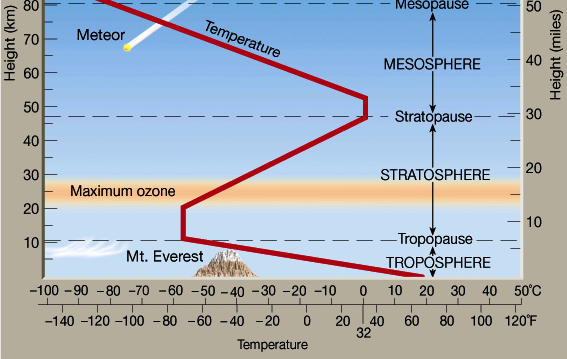 Mesopause
80
50
Meteor
Temperature
70
60
40
MESOSPHERE
Height (km)
Height (miles)
50
Stratopause
30
40
30
STRATOSPHERE
20
Maximum ozone
20
10
10
Tropopause
Mt. Everest
TROPOSPHERE
–100 –90 –80 –70 –60 –50 –40 –30 –20 –10 0 10 20 30 40 50°C
–140 –120 –100 –80 –60 –40 –20 0 20 32 40 60 80 100 120°F
Temperature